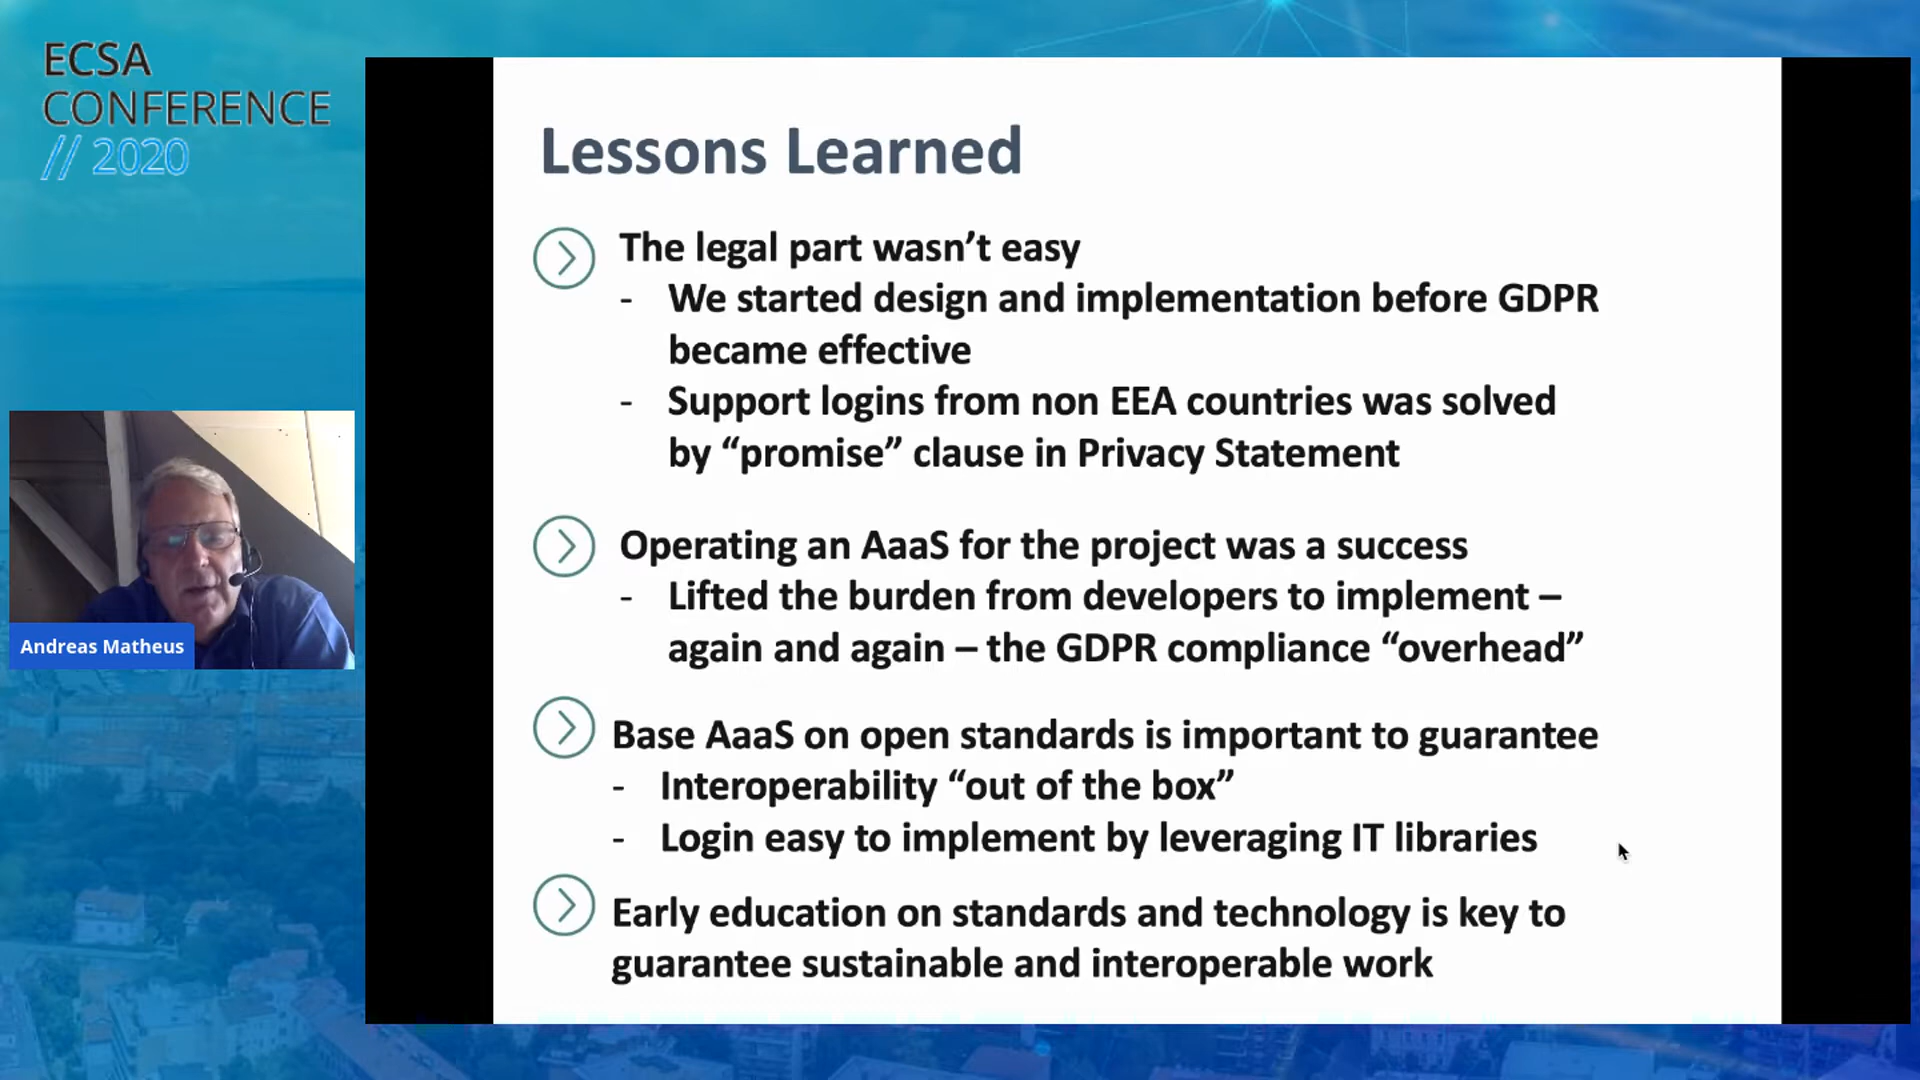 ECSA
CONFERENCE
// 2020
Lessons Learned
The legal part wasn’t easy
- We started design and implementation before GDPR
became effective
- Support logins from non EEA countries was solved
by “promise” clause in Privacy Statement
Operating an AaaS for the project was a success
- Lifted the burden from developers to implement –
again and again – the GDPR compliance “overhead”
Base AaaS on open standards is important to guarantee
- Interoperability “out of the box”
- Login easy to implement by leveraging IT libraries
Early education on standards and technology is key to
guarantee sustainable and interoperable work
Andreas Matheus